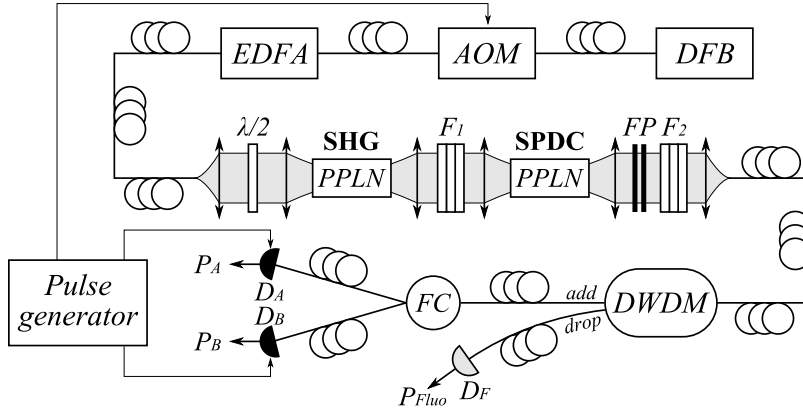 EDFA
AOM
DFB
λ/2
SHG
F1
SPDC
FP
F2
PPLN
PPLN
Pulse
generator
PA
DA
DB
PB
FC
add
drop
DWDM
PFluo
DF